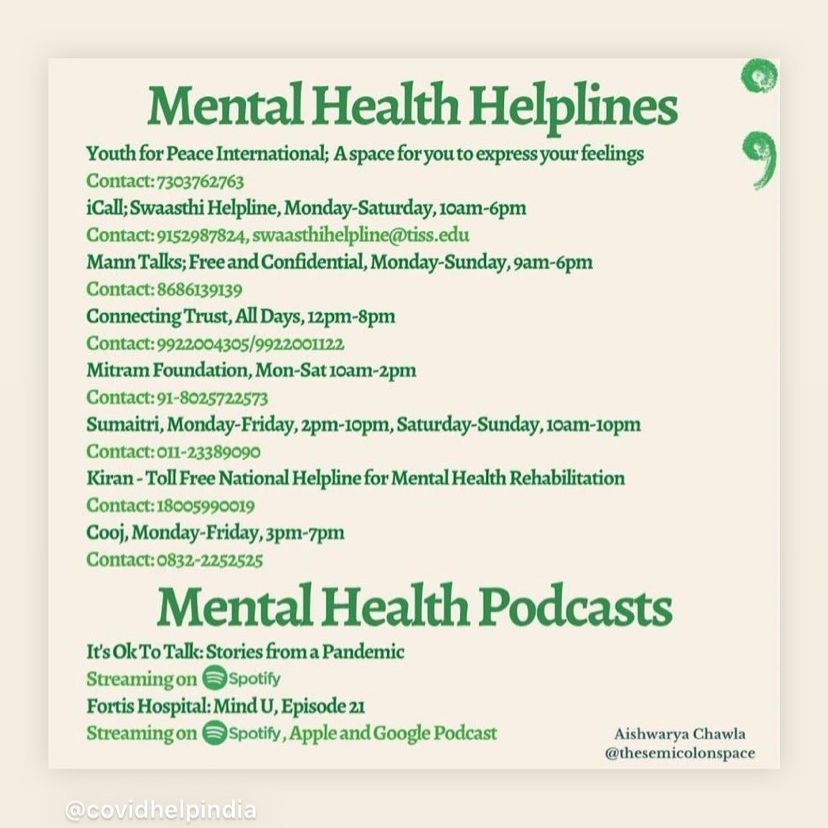 Mental Health Helplines
Youth for Peace International; A space for you to express your feelings
Contact: 7303762763
iCall; Swaasthi Helpline, Monday-Saturday, 10am-6pm
Contact: 9152987824, swaasthihelpline@tiss.edu
Mann Talks; Free and Confidential, Monday-Sunday, 9am-6pm
Contact: 8686139139
Connecting Trust, All Days, 12pm-8pm
Contact: 9922004305/9922001122
Mitram Foundation, Mon-Sat 10am-2pm
Contact: 91-8025722573
Sumaitri, Monday-Friday, 2pm-10pm, Saturday-Sunday, 10am-10pm
Contact: 011-23389090
Kiran - Toll Free National Helpline for Mental Health Rehabilitation
Contact: 18005990019
Cooj, Monday-Friday, 3pm-7pm
Contact: 0832-2252525
Mental Health Podcasts
It's Ok To Talk: Stories from a Pandemic
Streaming on Spotify
Fortis Hospital: Mind U, Episode 21
Streaming on Spotify, Apple and Google Podcast
Aishwarya Chawla
@thesemicolonspace
@covidhelpindia